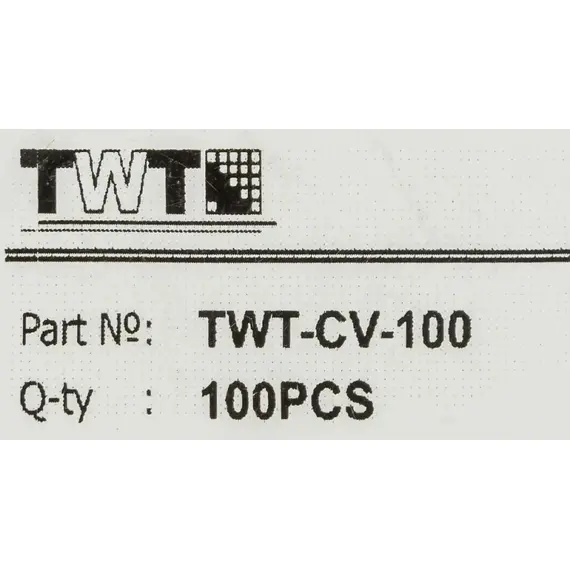 TWT
Part №: TWT-CV-100
Q-ty : 100PCS